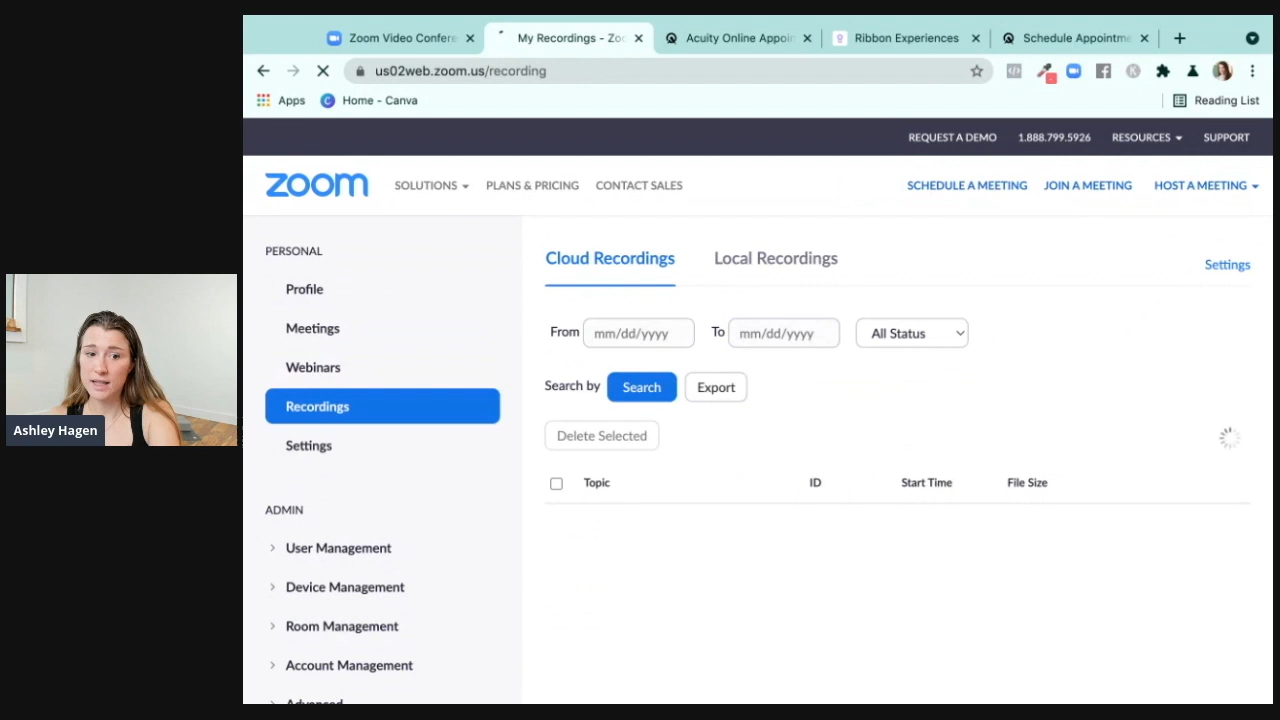 Zoom Video Confere
My Recordings - Zoo
Acuity Online Appoin
Ribbon Experiences
Schedule Appointme
us02web.zoom.us/recording
Apps
Home - Canva
Reading List
REQUEST A DEMO
1.888.799.5926
RESOURCES
SUPPORT
zoom
SOLUTIONS
PLANS & PRICING
CONTACT SALES
SCHEDULE A MEETING
JOIN A MEETING
HOST A MEETING
PERSONAL
Profile
Meetings
Webinars
Recordings
Settings
ADMIN
User Management
Device Management
Room Management
Account Management
Advanced
Cloud Recordings
Local Recordings
Settings
From mm/dd/yyyy To mm/dd/yyyy All Status
Search by Search Export
Delete Selected
Topic ID Start Time File Size
Ashley Hagen